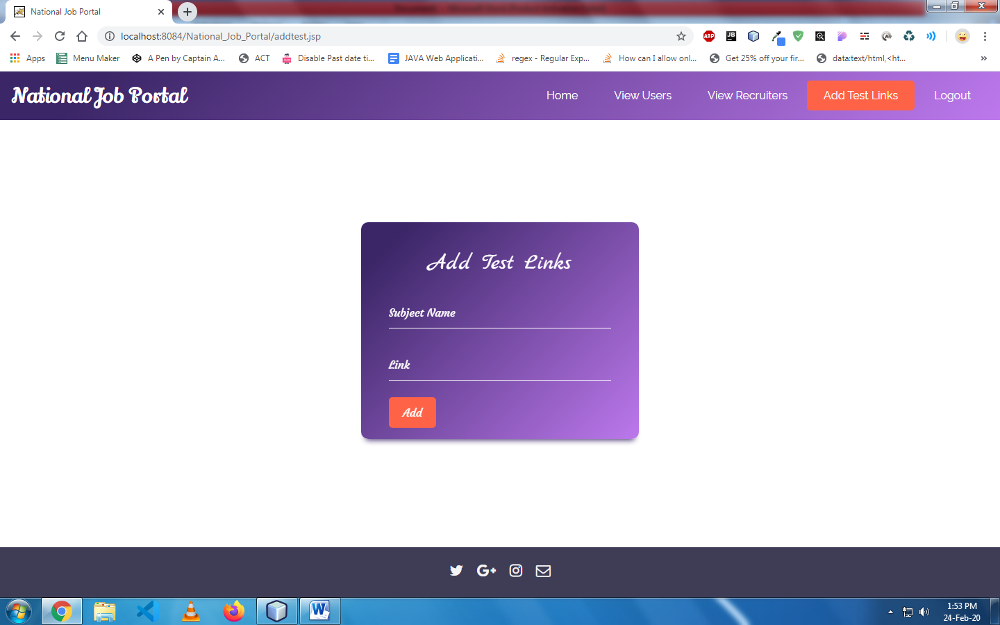 National Job Portal
localhost:8084/National_Job_Portal/addtest.jsp
ABP
JB
Apps
Menu Maker
A Pen by Captain A...
ACT
Disable Past date ti...
JAVA Web Applicati...
regex - Regular Exp...
How can I allow onl...
Get 25% off your fir...
data:text/html,<ht...
»
National Job Portal
Home
View Users
View Recruiters
Add Test Links
Logout
Add Test Links
Subject Name
Link
Add
G+
W
1:53 PM
24-Feb-20